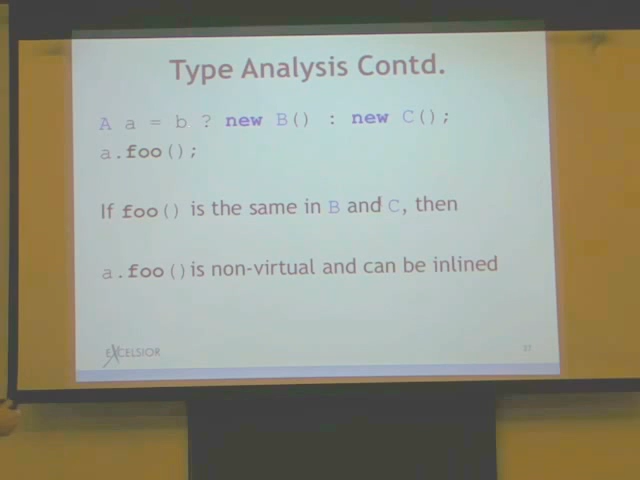 Type Analysis Contd.
A a = b ? new B() : new C();
a.foo();
If foo() is the same in B and C, then
a.foo() is non-virtual and can be inlined
EXCELSIOR